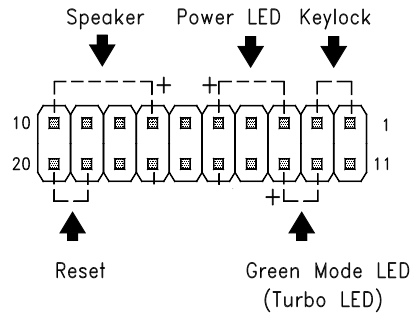 Speaker Power LED Keylock
+ +
10 1
20 11
+
Reset Green Mode LED
(Turbo LED)